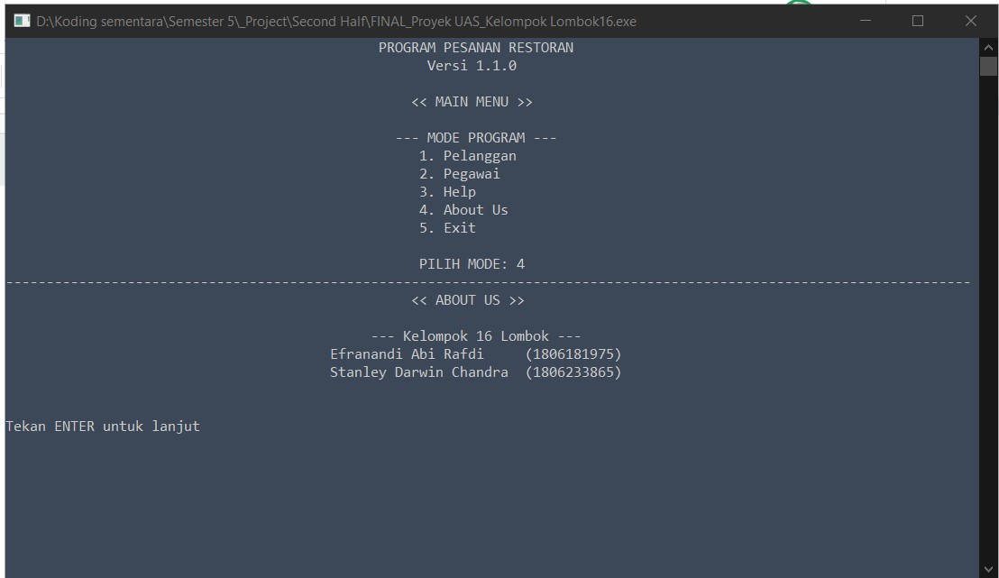 D:\Koding sementara\Semester 5\_Project\Second Half\FINAL_Proyek UAS_Kelompok Lombok16.exe
PROGRAM PESANAN RESTORAN
Versi 1.1.0
<< MAIN MENU >>
--- MODE PROGRAM ---
1. Pelanggan
2. Pegawai
3. Help
4. About Us
5. Exit
PILIH MODE: 4
-----------------------------------------------------------------------------------------------------------------------
<< ABOUT US >>
--- Kelompok 16 Lombok ---
Efranandi Abi Rafdi     (1806181975)
Stanley Darwin Chandra  (1806233865)
Tekan ENTER untuk lanjut